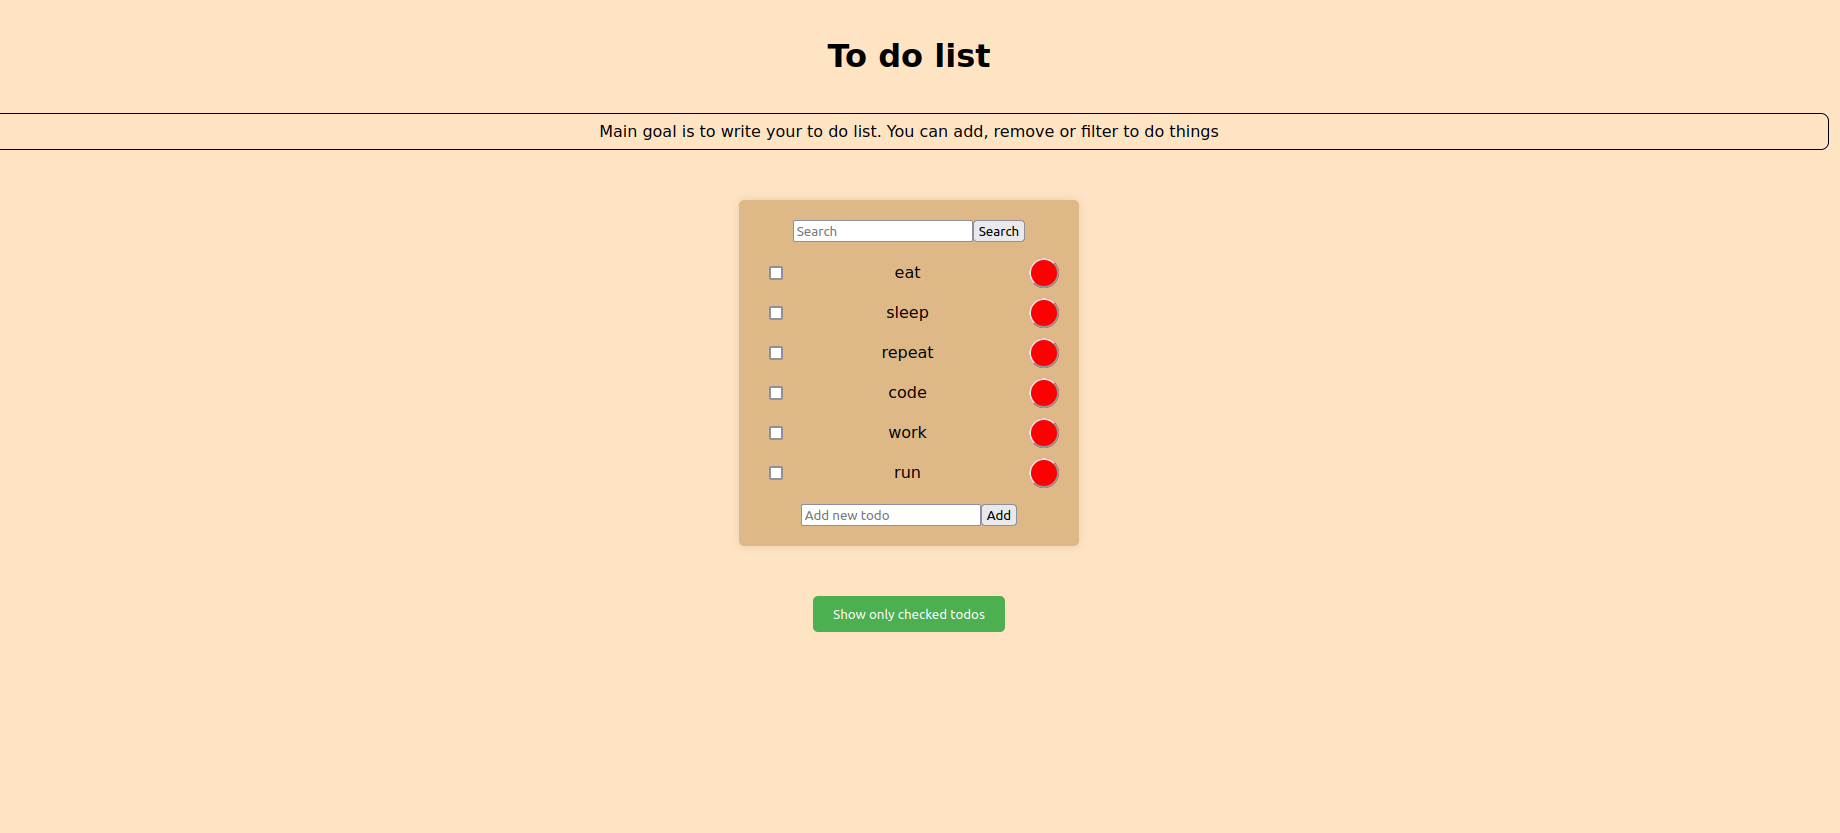 To do list
Main goal is to write your to do list. You can add, remove or filter to do things
Search Search
eat
sleep
repeat
code
work
run
Add new todo Add
Show only checked todos